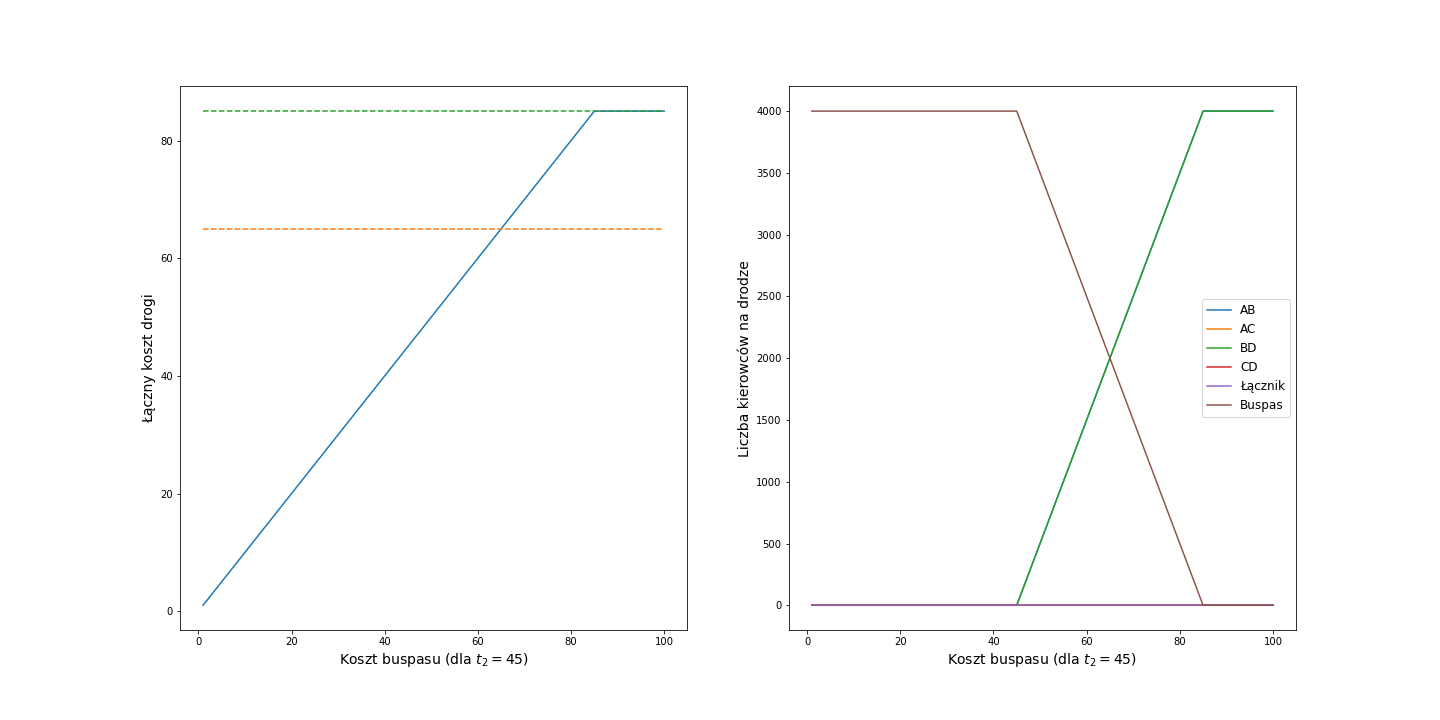 Łączny koszt drogi
80
60
40
20
0
0 20 40 60 80 100
Koszt buspasu (dla t₂ = 45)
Liczba kierowców na drodze
4000
3500
3000
2500
2000
1500
1000
500
0
0 20 40 60 80 100
Koszt buspasu (dla t₂ = 45)
AB
AC
BD
CD
Łącznik
Buspas